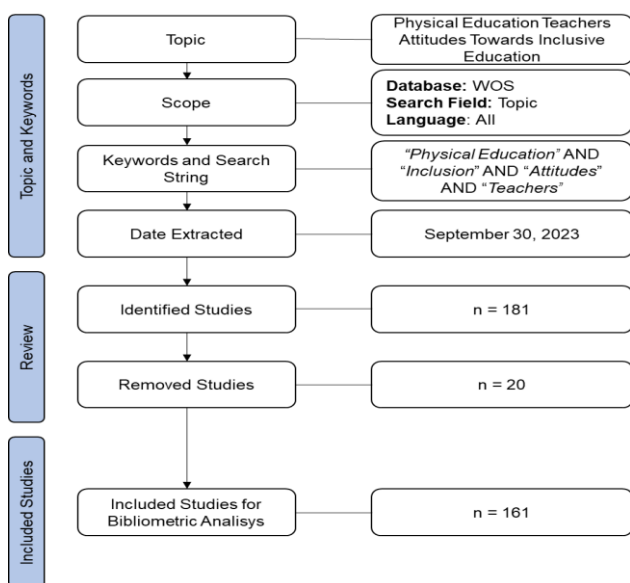 Topic and Keywords
Topic
Physical Education Teachers
Attitudes Towards Inclusive
Education
Scope
Database: WOS
Search Field: Topic
Language: All
Keywords and Search
String
“Physical Education” AND
“Inclusion” AND “Attitudes”
AND “Teachers”
Date Extracted
September 30, 2023
Review
Identified Studies
n = 181
Removed Studies
n = 20
Included Studies
Included Studies for
Bibliometric Analisys
n = 161